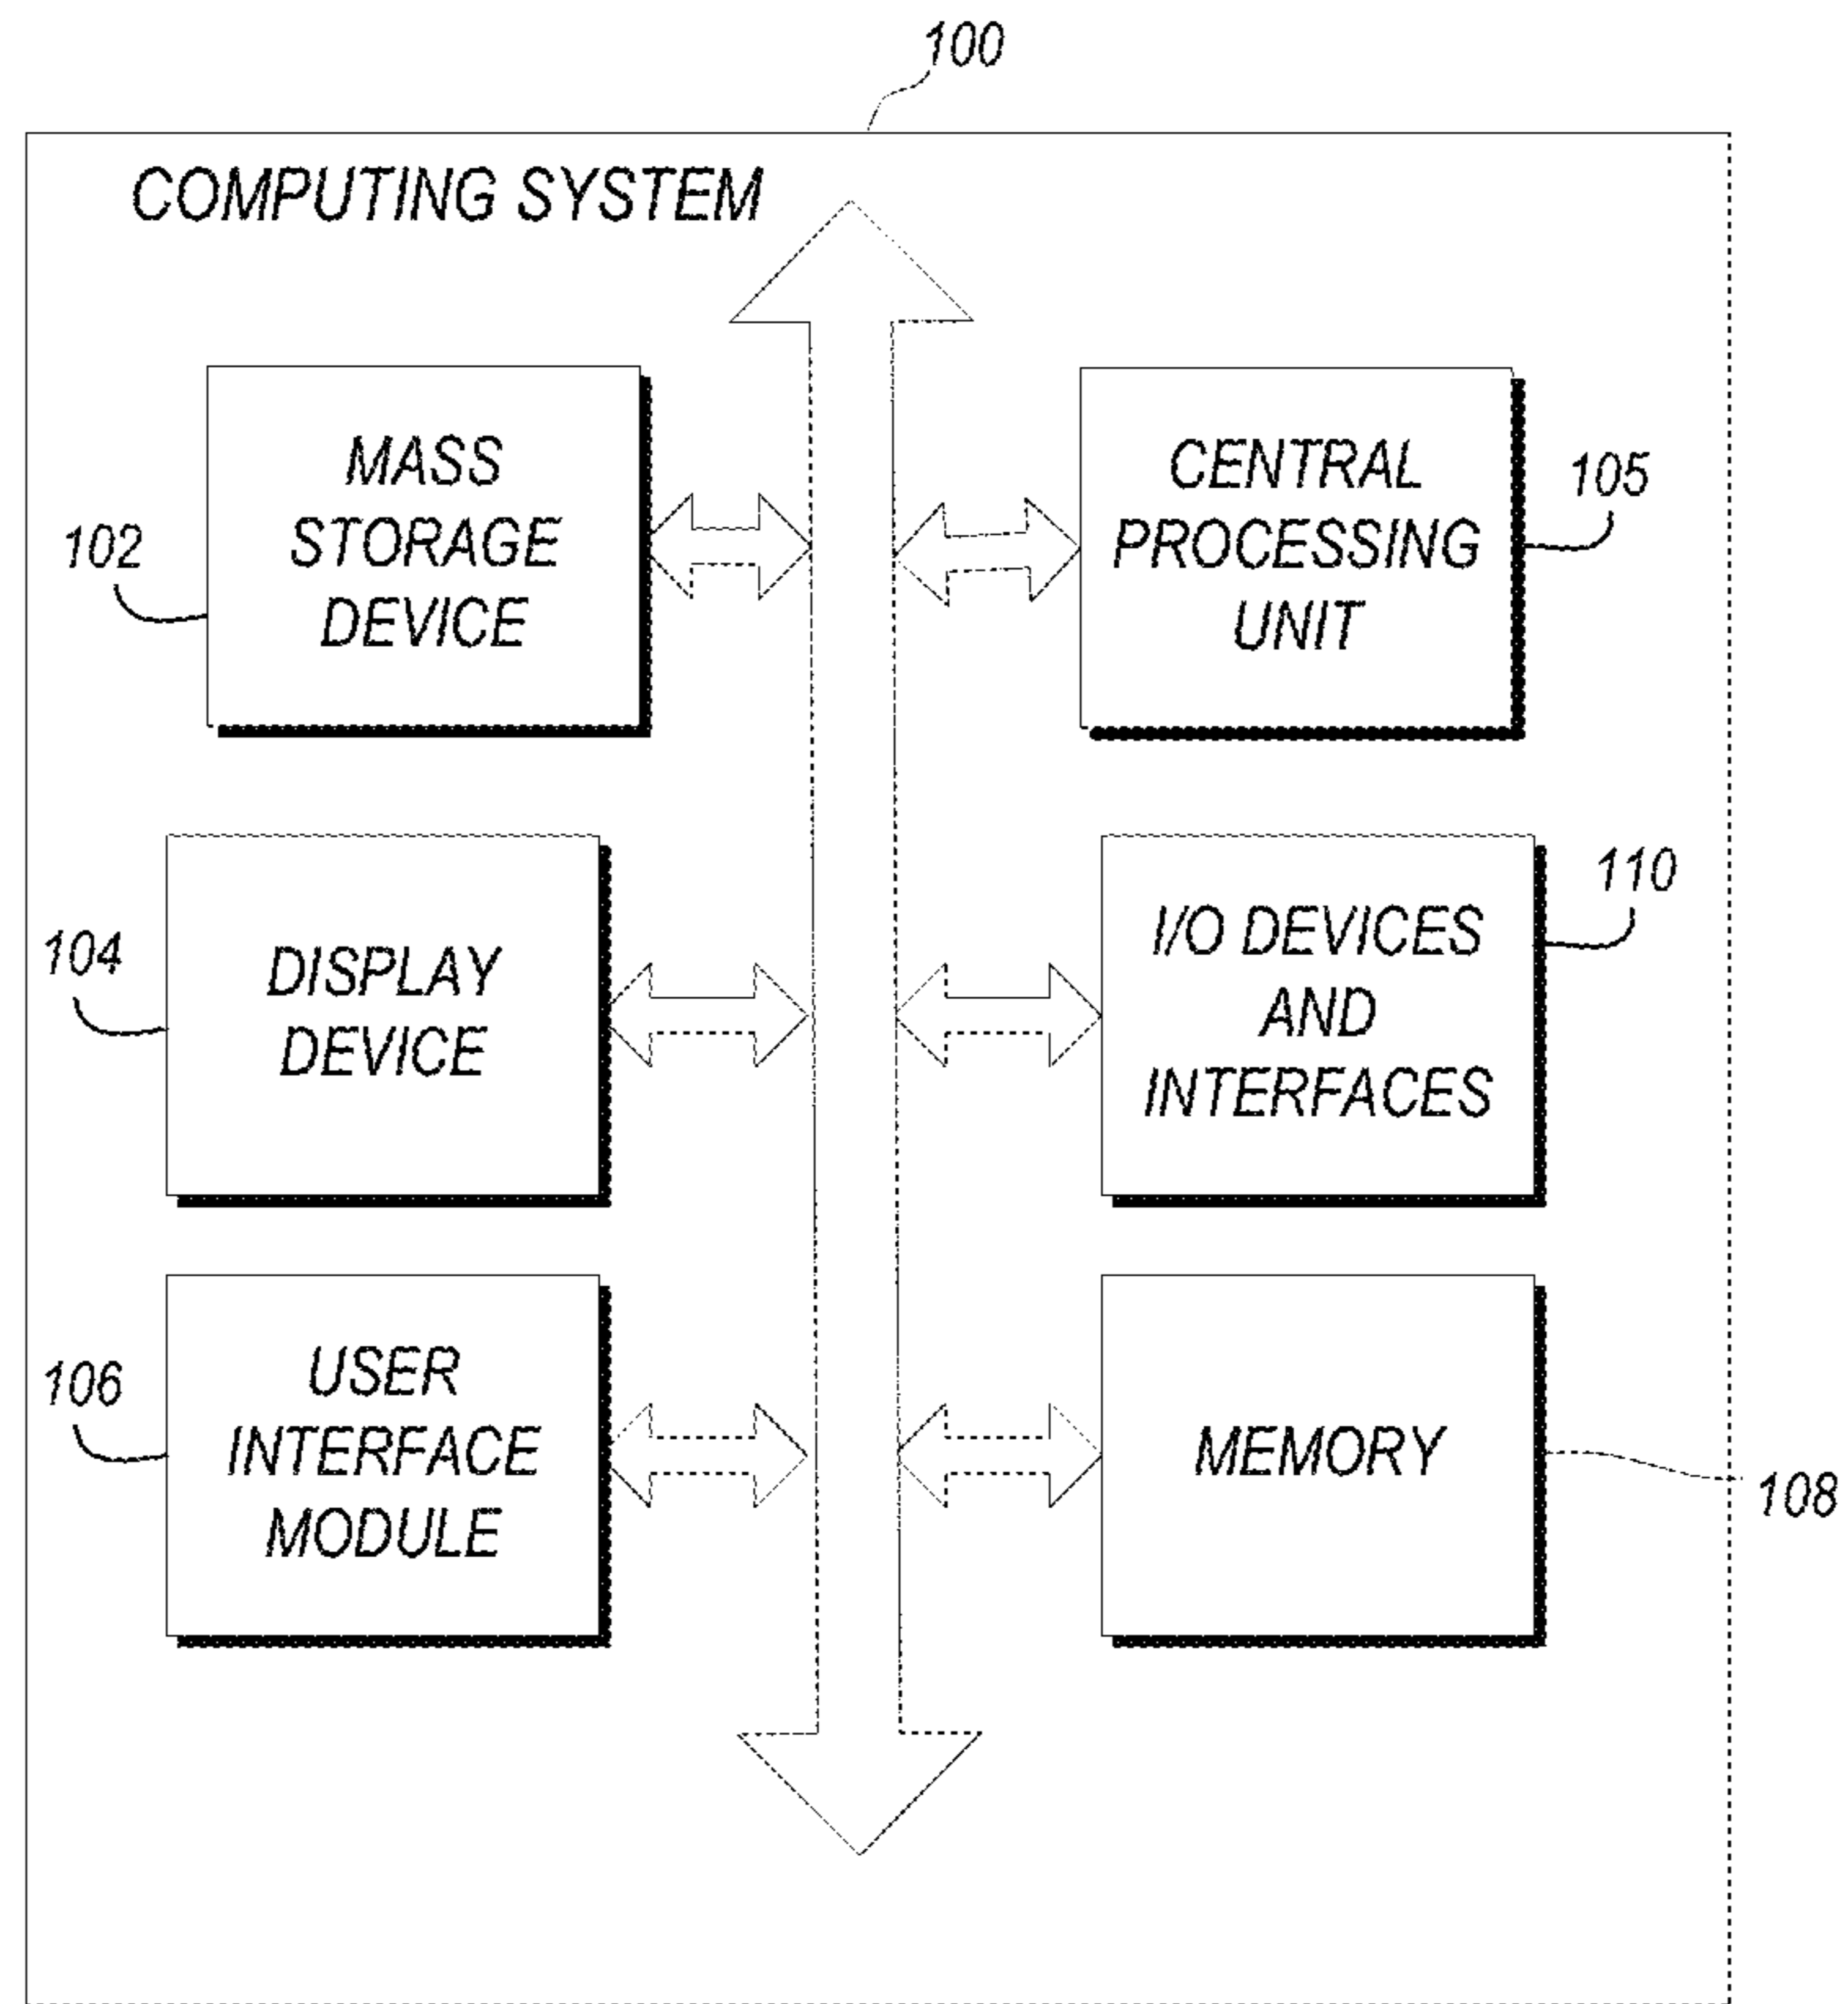 100
COMPUTING SYSTEM
MASS
STORAGE
DEVICE
102
CENTRAL
PROCESSING
UNIT
105
DISPLAY
DEVICE
104
I/O DEVICES
AND
INTERFACES
110
USER
INTERFACE
MODULE
106
MEMORY
108